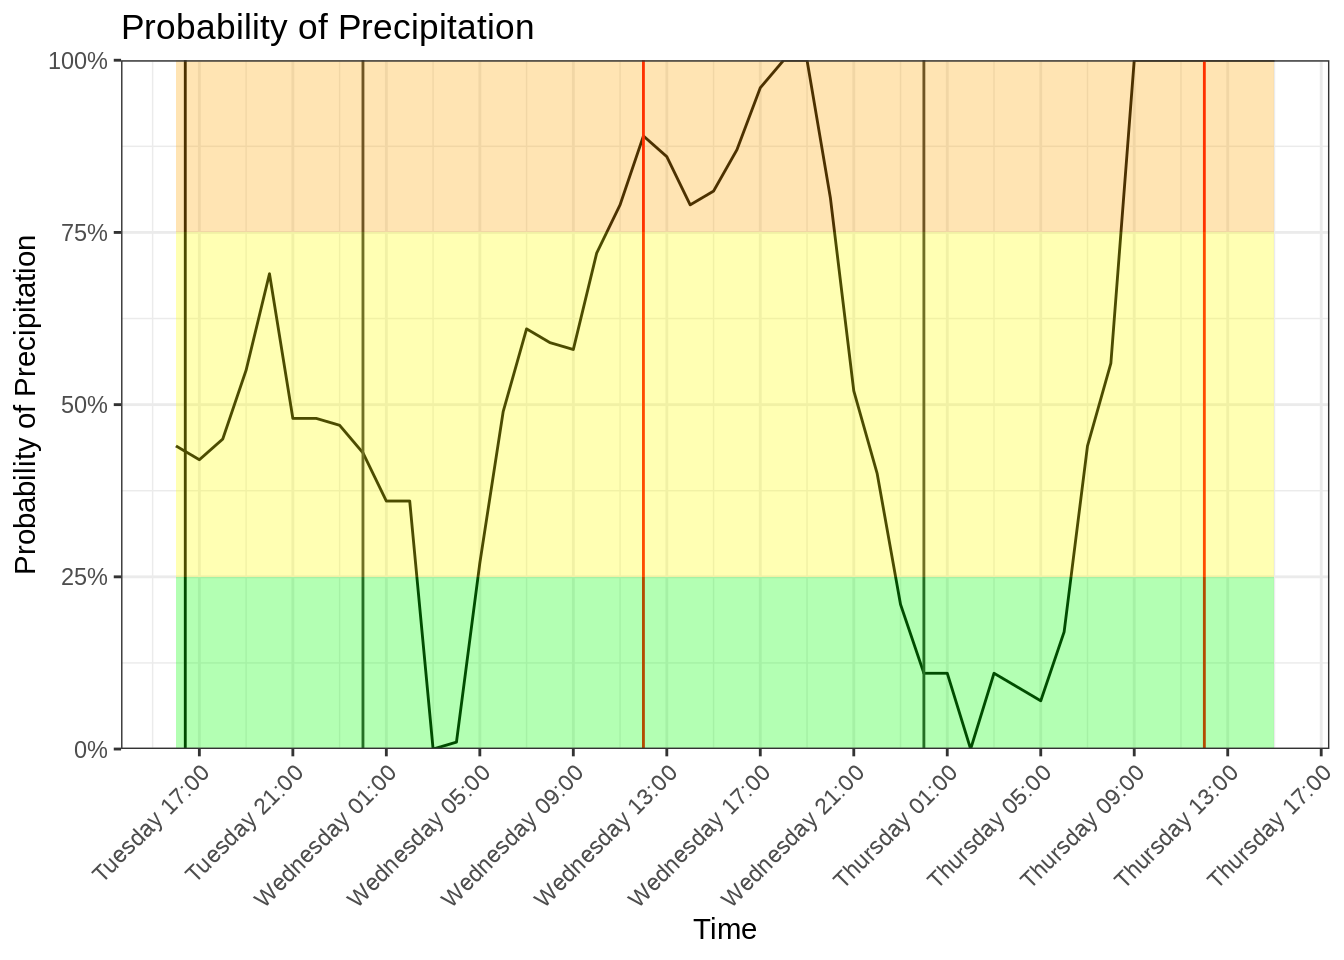 Probability of Precipitation
Probability of Precipitation
100%
75%
50%
25%
0%
Tuesday 17:00
Tuesday 21:00
Wednesday 01:00
Wednesday 05:00
Wednesday 09:00
Wednesday 13:00
Wednesday 17:00
Wednesday 21:00
Thursday 01:00
Thursday 05:00
Thursday 09:00
Thursday 13:00
Thursday 17:00
Time